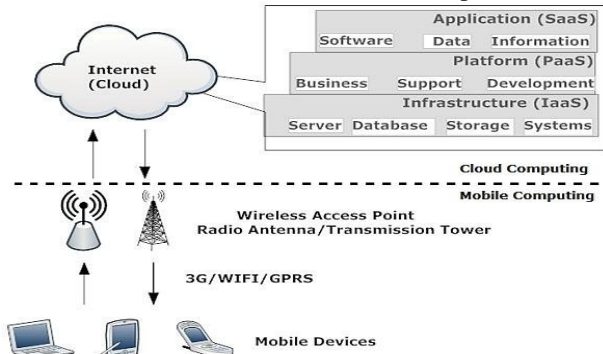 Application (SaaS)
Software Data Information
Platform (PaaS)
Business Support Development
Infrastructure (IaaS)
Server Database Storage Systems
Internet
(Cloud)
Cloud Computing
Mobile Computing
Wireless Access Point
Radio Antenna/Transmission Tower
3G/WIFI/GPRS
Mobile Devices